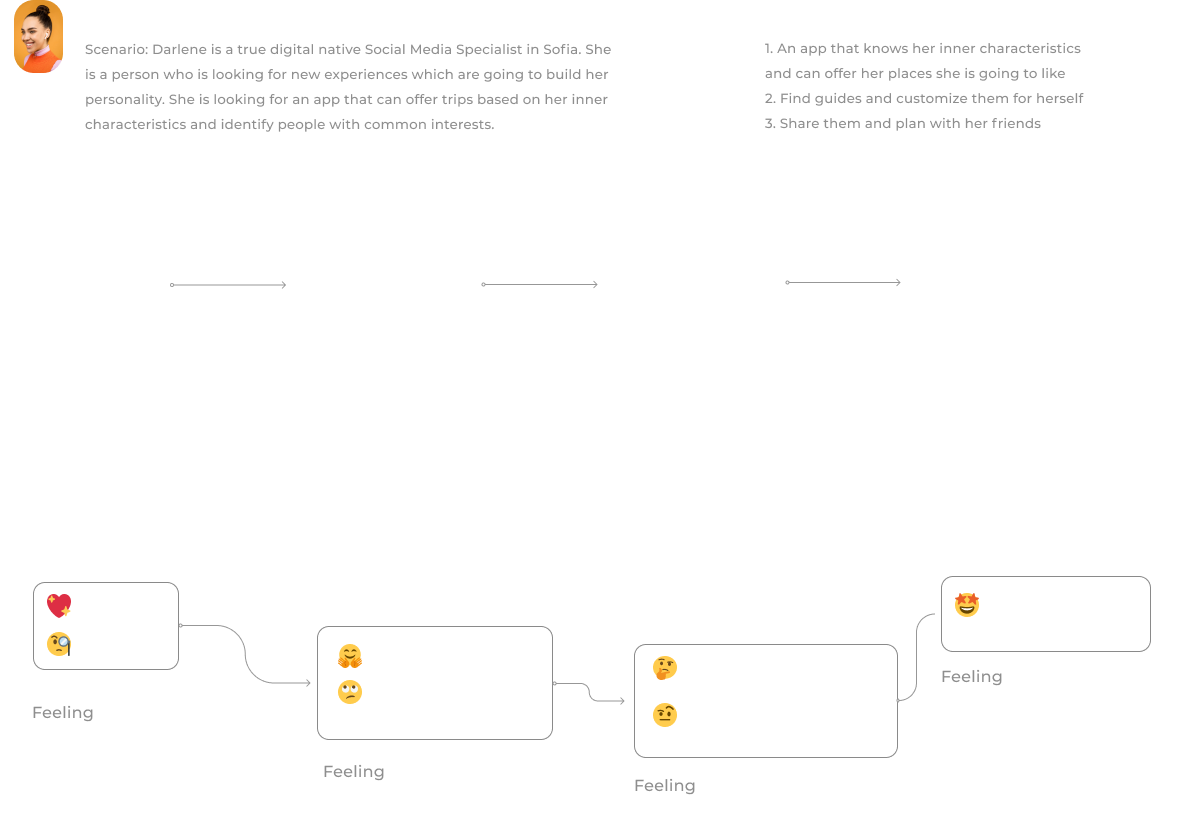 Scenario: Darlene is a true digital native Social Media Specialist in Sofia. She
is a person who is looking for new experiences which are going to build her
personality. She is looking for an app that can offer trips based on her inner
characteristics and identify people with common interests.
1. An app that knows her inner characteristics
and can offer her places she is going to like
2. Find guides and customize them for herself
3. Share them and plan with her friends
Feeling
Feeling
Feeling
Feeling